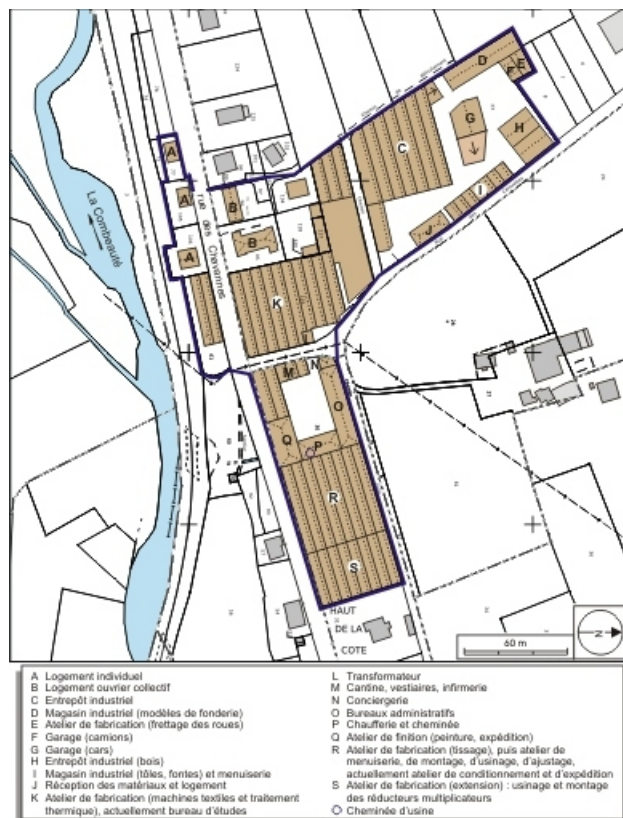 D
E
F
C
G
H
A
I
A
B
J
B
A
La Combeauté
rue des Chavannes
K
M
N
O
Q
P
R
S
HAUT
DE LA
COTE
60 m
N
A Logement individuel
B Logement ouvrier collectif
C Entrepôt industriel
D Magasin industriel (modèles de fonderie)
E Atelier de fabrication (frettage des roues)
F Garage (camions)
G Garage (cars)
H Entrepôt industriel (bois)
I Magasin industriel (tôles, fontes) et menuiserie
J Réception des matériaux et logement
K Atelier de fabrication (machines textiles et traitement
thermique), actuellement bureau d'études
L Transformateur
M Cantine, vestiaires, infirmerie
N Conciergerie
O Bureaux administratifs
P Chaufferie et cheminée
Q Atelier de finition (peinture, expédition)
R Atelier de fabrication (tissage), puis atelier de
menuiserie, de montage, d'usinage, d'ajustage,
actuellement atelier de conditionnement et d'expédition
S Atelier de fabrication (extension) : usinage et montage
des réducteurs multiplicateurs
Cheminée d'usine